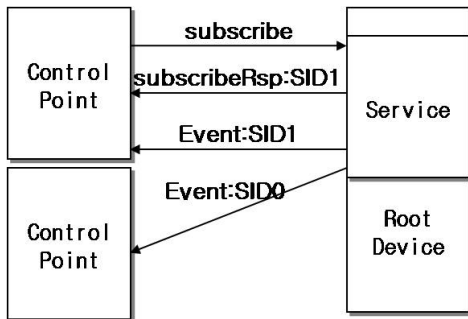 subscribe
Control
Point
subscribeRsp:SID1
Service
Event:SID1
Event:SID0
Control
Point
Root
Device